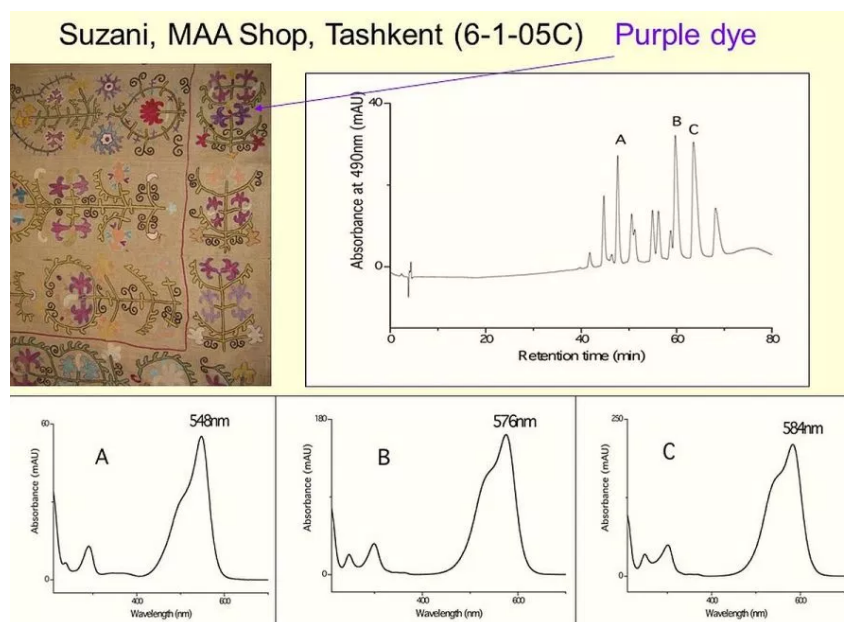 Suzani, MAA Shop, Tashkent (6-1-05C) Purple dye
Absorbance at 490nm (mAU)
40
0
A
B
C
0
20
40
60
80
Retention time (min)
60
0
Absorbance (mAU)
A
548nm
400
600
Wavelength (nm)
180
0
Absorbance (mAU)
B
576nm
400
600
Wavelength (nm)
250
0
Absorbance (mAU)
C
584nm
400
600
Wavelength (nm)